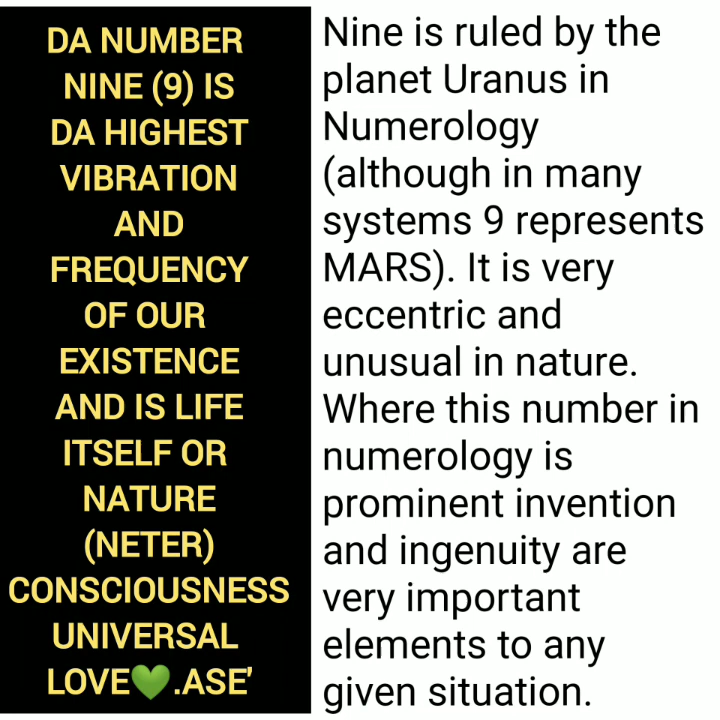 DA NUMBER
NINE (9) IS
DA HIGHEST
VIBRATION
AND
FREQUENCY
OF OUR
EXISTENCE
AND IS LIFE
ITSELF OR
NATURE
(NETER)
CONSCIOUSNESS
UNIVERSAL
LOVE💚.ASE'
Nine is ruled by the
planet Uranus in
Numerology
(although in many
systems 9 represents
MARS). It is very
eccentric and
unusual in nature.
Where this number in
numerology is
prominent invention
and ingenuity are
very important
elements to any
given situation.